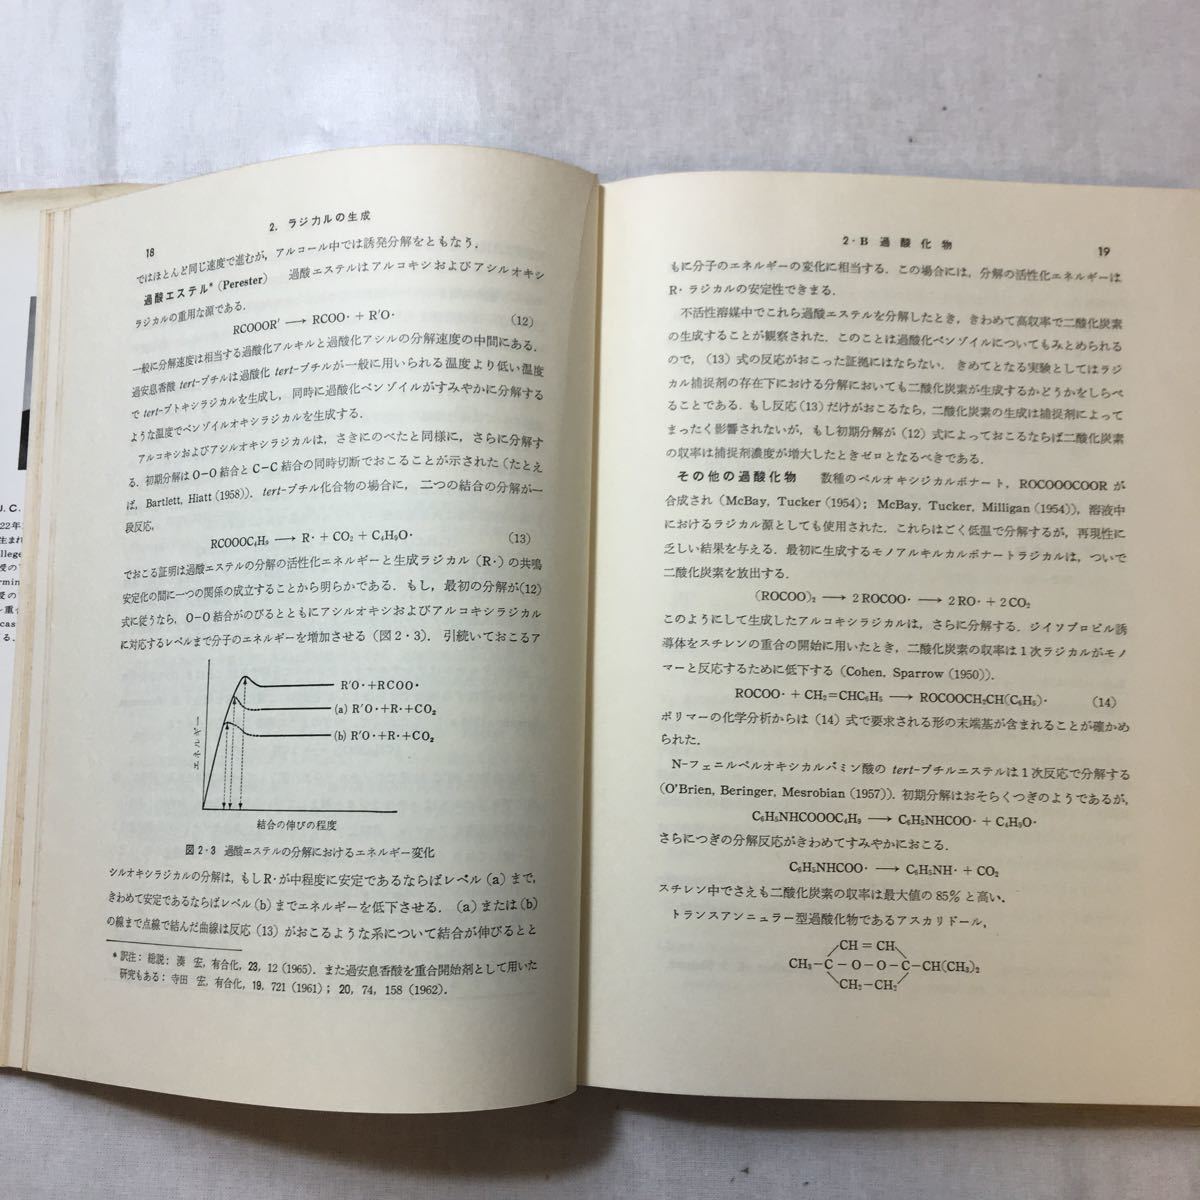 J. C.
22年
生まれ
llege
受の
rmin
受の
重合
cas
る、
18
2. ラジカルの生成
ではほとんど同じ速度で進むが，アルコール中では誘発分解をともなう．
過酸エステル*（Perester） 過酸エステルはアルコキシおよびアシルオキシ
ラジカルの重用な源である．
RCOOOR′ ⟶ RCOO・ + R′O・ (12)
一般に分解速度は相当する過酸化アルキルと過酸化アシルの分解速度の中間にある．
過安息香酸 tert-ブチルは過酸化 tert-ブチルが一般に用いられる温度より低い温度
で tert-ブトキシラジカルを生成し，同時に過酸化ベンゾイルがすみやかに分解する
ような温度でベンゾイルオキシラジカルを生成する．
アルコキシおよびアシルオキシラジカルは，さきにのべたと同様に，さらに分解す
る．初期分解は O−O 結合と C−C 結合の同時切断でおこることが示された（たとえ
ば，Bartlett, Hiatt (1958)）．tert-ブチル化合物の場合に，二つの結合の分解が一
段反応，
RCOOOC₄H₉ ⟶ R・ + CO₂ + C₄H₉O・ (13)
でおこる証明は過酸エステルの分解の活性化エネルギーと生成ラジカル（R・）の共鳴
安定化の間に一つの関係の成立することから明らかである．もし，最初の分解が(12)
式に従うなら，O−O 結合がのびるとともにアシルオキシおよびアルコキシラジカル
に対応するレベルまで分子のエネルギーを増加させる（図2・3）．引続いておこるア
R′O・+RCOO・
(a) R′O・+R・+CO₂
(b) R′O・+R・+CO₂
エネルギー
結合の伸びの程度
図2・3 過酸エステルの分解におけるエネルギー変化
シルオキシラジカルの分解は，もし R・が中程度に安定であるならばレベル（a）まで，
きわめて安定であるならばレベル（b）までエネルギーを低下させる．（a）または（b）
の線まで点線で結んだ曲線は反応（13）がおこるような系について結合が伸びるとと
* 訳注：総説：湊 宏，有合化，23, 12 (1965)．また過安息香酸を重合開始剤として用いた
研究もある：寺田 宏，有合化，19, 721 (1961)；20, 74, 158 (1962)．
2・B 過酸化物
19
もに分子のエネルギーの変化に相当する．この場合には，分解の活性化エネルギーは
R・ラジカルの安定性できまる．
不活性溶媒中でこれら過酸エステルを分解したとき，きわめて高収率で二酸化炭素
の生成することが観察された．このことは過酸化ベンゾイルについてもみとめられる
ので，（13）式の反応がおこった証拠にはならない．きめてとなる実験としてはラジ
カル捕捉剤の存在下における分解においても二酸化炭素が生成するかどうかをしらべ
ることである．もし反応（13）だけがおこるなら，二酸化炭素の生成は捕捉剤によって
まったく影響されないが，もし初期分解が（12）式によっておこるならば二酸化炭素
の収率は捕捉剤濃度が増大したときゼロとなるべきである．
その他の過酸化物 数種のペルオキシジカルボナート，ROCOOOCOOR が
合成され（McBay, Tucker (1954)；McBay, Tucker, Milligan (1954)），溶液中
におけるラジカル源としても使用された．これらはごく低温で分解するが，再現性に
乏しい結果を与える．最初に生成するモノアルキルカルボナートラジカルは，ついで
二酸化炭素を放出する．
(ROCOO)₂ ⟶ 2 ROCOO・ ⟶ 2 RO・ + 2 CO₂
このようにして生成したアルコキシラジカルは，さらに分解する．ジイソプロピル誘
導体をスチレンの重合の開始に用いたとき，二酸化炭素の収率は1次ラジカルがモノ
マーと反応するために低下する（Cohen, Sparrow (1950)）．
ROCOO・ + CH₂=CHC₆H₅ ⟶ ROCOOCH₂CH(C₆H₅)・ (14)
ポリマーの化学分析からは（14）式で要求される形の末端基が含まれることが確かめ
られた．
N-フェニルペルオキシカルバミン酸の tert-ブチルエステルは1次反応で分解する
（O'Brien, Beringer, Mesrobian (1957)）．初期分解はおそらくつぎのようであるが，
C₆H₅NHCOOOC₄H₉ ⟶ C₆H₅NHCOO・ + C₄H₉O・
さらにつぎの分解反応がきわめてすみやかにおこる．
C₆H₅NHCOO・ ⟶ C₆H₅NH・ + CO₂
スチレン中でさえも二酸化炭素の収率は最大値の 85% と高い．
トランスアンニュラー型過酸化物であるアスカリドール，
CH = CH
CH₃−C − O − O − C−CH(CH₃)₂
CH₂−CH₂